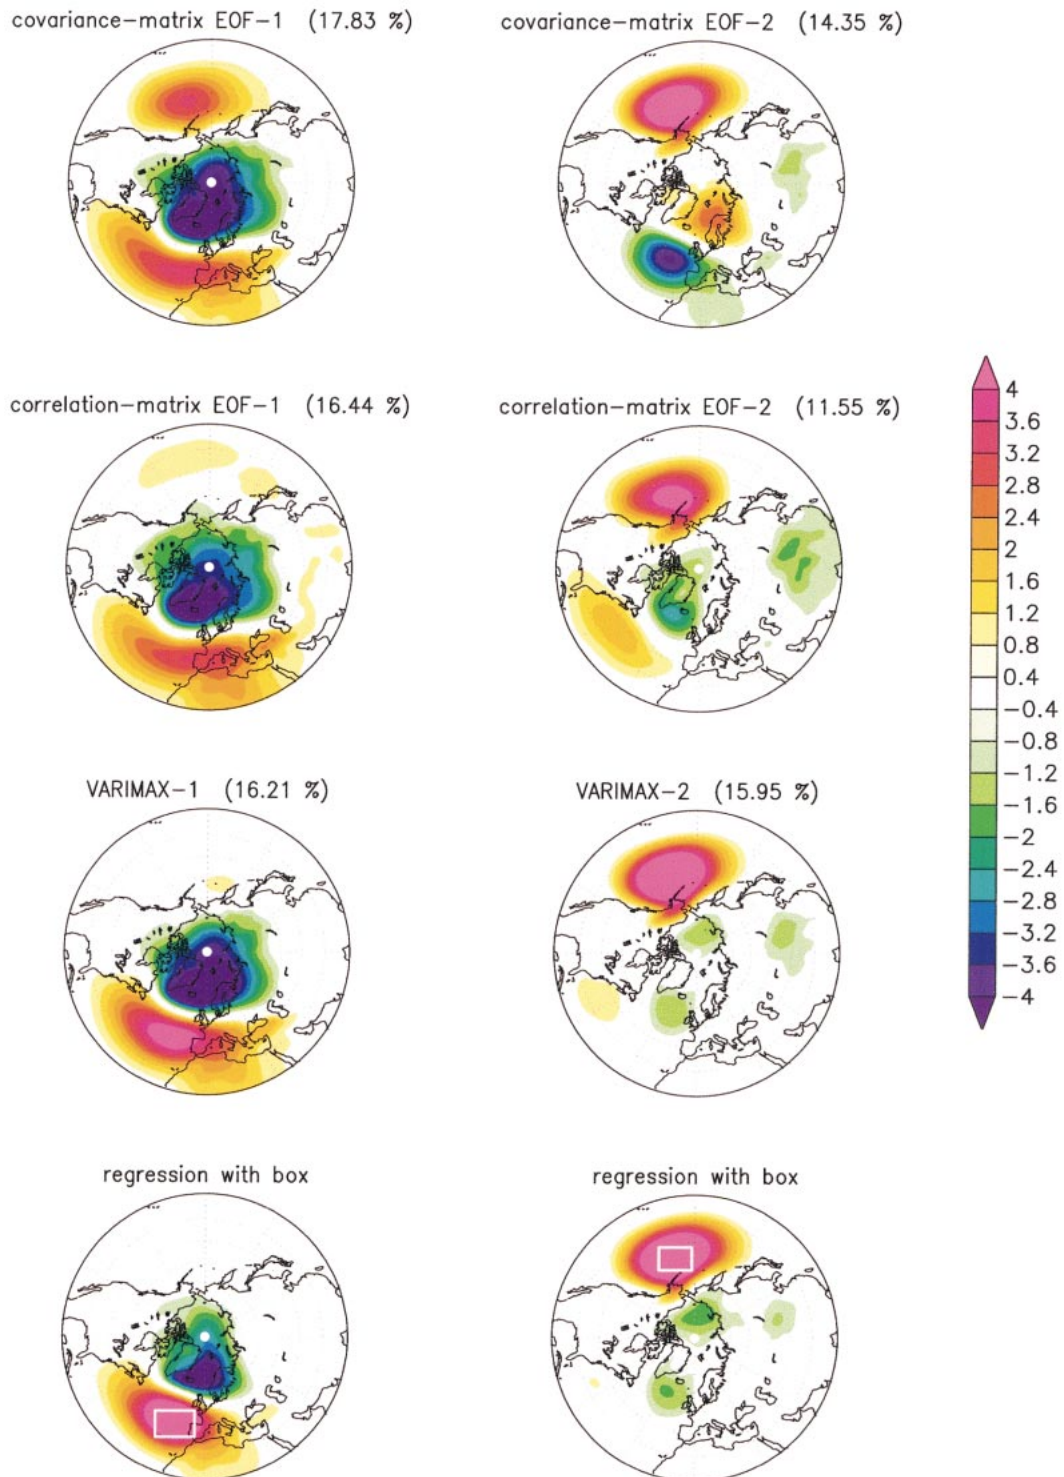 covariance-matrix EOF-1 (17.83 %)
covariance-matrix EOF-2 (14.35 %)
correlation-matrix EOF-1 (16.44 %)
correlation-matrix EOF-2 (11.55 %)
VARIMAX-1 (16.21 %)
VARIMAX-2 (15.95 %)
regression with box
regression with box
4
3.6
3.2
2.8
2.4
2
1.6
1.2
0.8
0.4
-0.4
-0.8
-1.2
-1.6
-2
-2.4
-2.8
-3.2
-3.6
-4